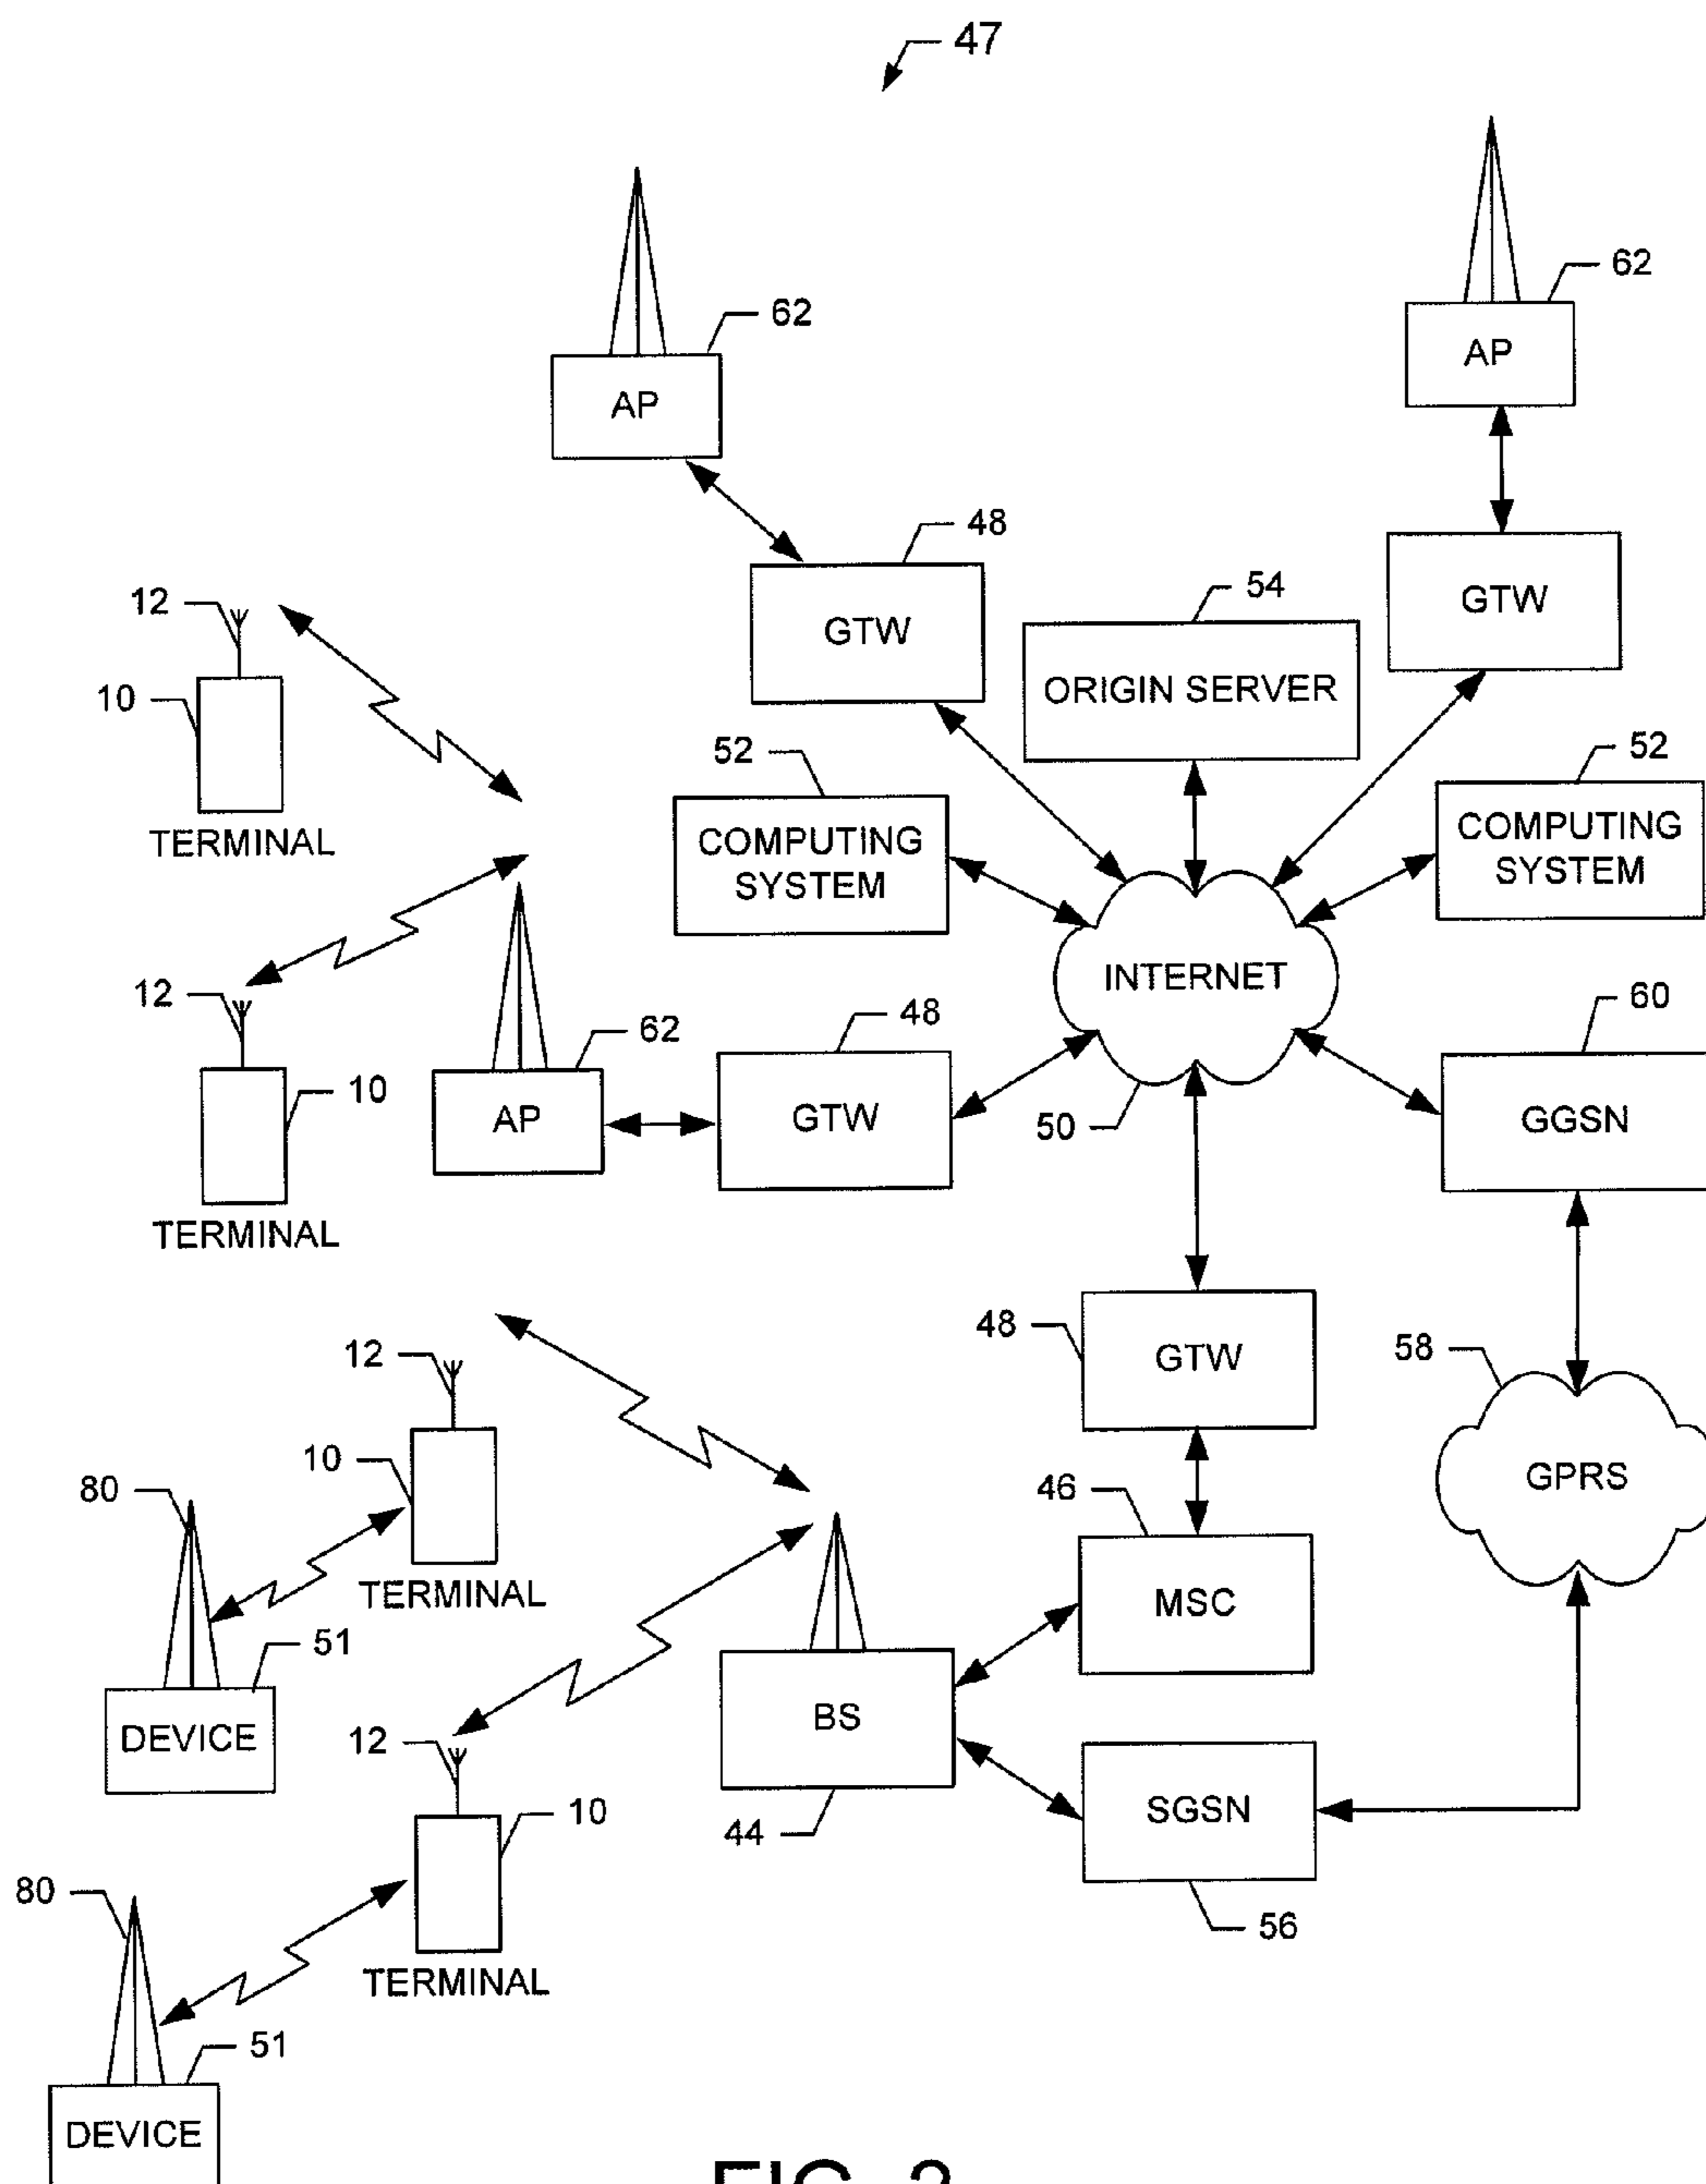 47
62
AP
62
AP
48
GTW
GTW
54
ORIGIN SERVER
12
10
TERMINAL
52
COMPUTING
SYSTEM
52
COMPUTING
SYSTEM
INTERNET
50
12
10
TERMINAL
62
AP
48
GTW
60
GGSN
48
GTW
58
GPRS
12
10
TERMINAL
80
51
DEVICE
46
MSC
BS
44
SGSN
56
12
10
TERMINAL
80
51
DEVICE